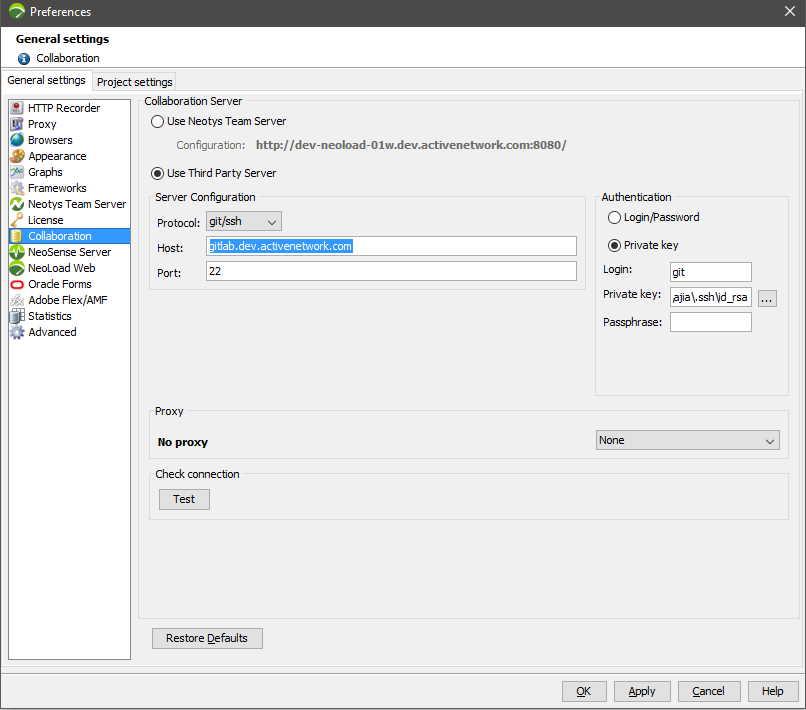 Preferences
General settings
Collaboration
General settings
Project settings
HTTP Recorder
Proxy
Browsers
Appearance
Graphs
Frameworks
Neotys Team Server
License
Collaboration
NeoSense Server
NeoLoad Web
Oracle Forms
Adobe Flex/AMF
Statistics
Advanced
Collaboration Server
Use Neotys Team Server
Configuration: http://dev-neoload-01w.dev.activenetwork.com:8080/
Use Third Party Server
Server Configuration
Protocol: git/ssh
Host: gitlab.dev.activenetwork.com
Port: 22
Authentication
Login/Password
Private key
Login: git
Private key: ajia\.ssh\id_rsa ...
Passphrase:
Proxy
No proxy None
Check connection
Test
Restore Defaults
OK Apply Cancel Help